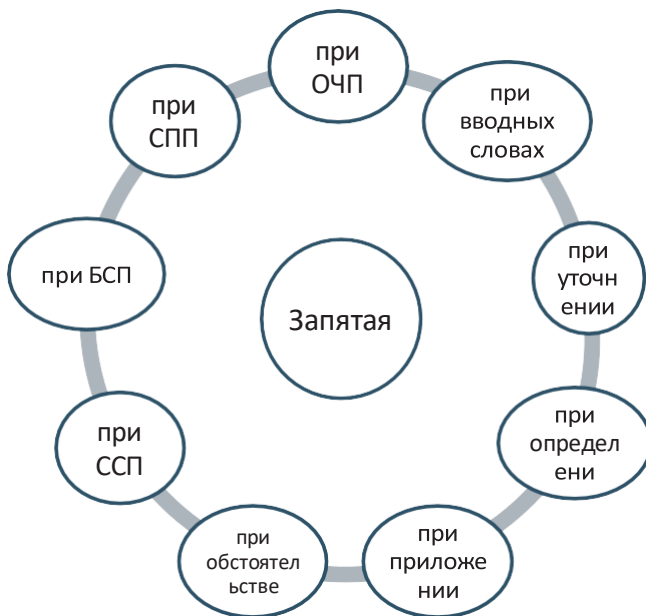 при
ОЧП
при
вводных
словах
при
уточн
ении
при
определ
ени
при
приложе
нии
при
обстоятел
ьстве
при
ССП
при БСП
при
СПП
Запятая